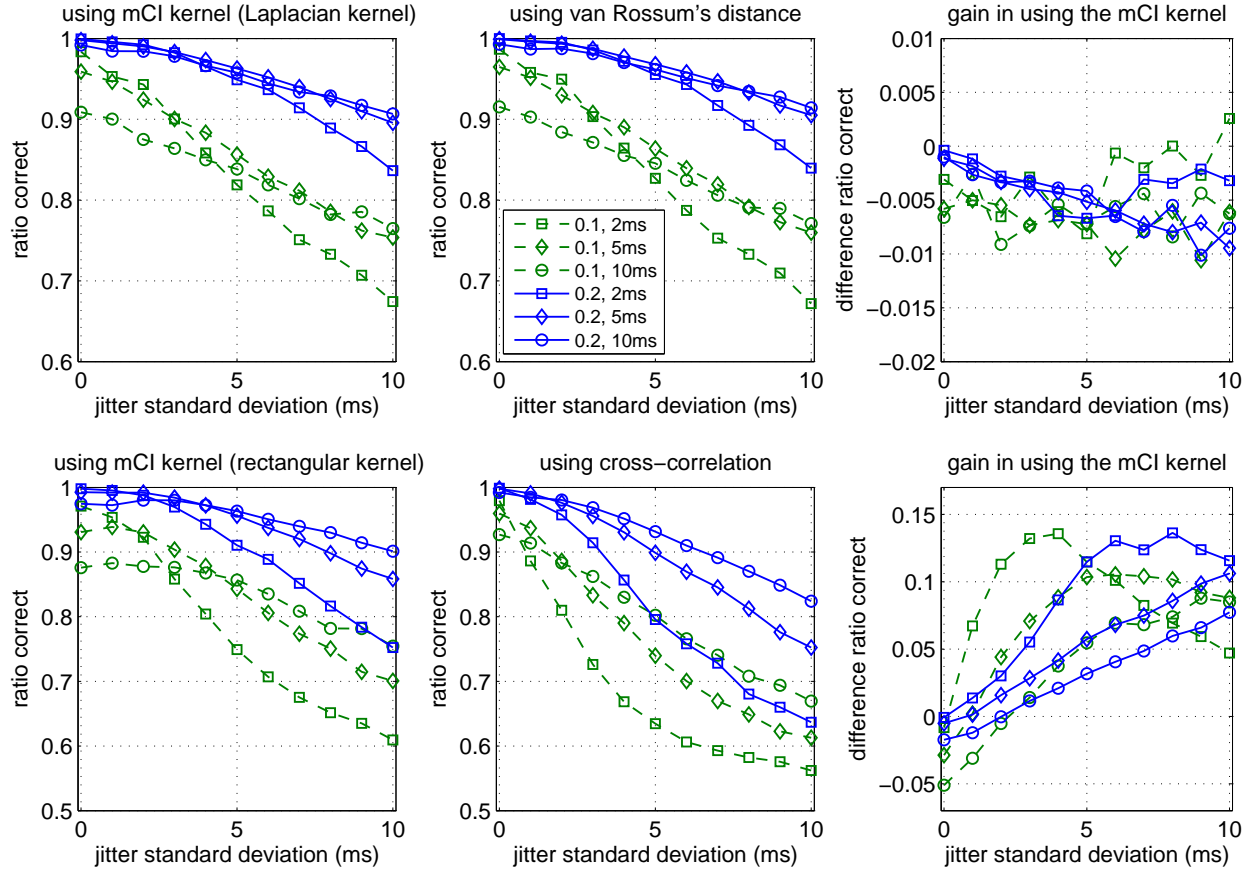 using mCI kernel (Laplacian kernel)
1
0.9
0.8
0.7
0.6
ratio correct
0 5 10
jitter standard deviation (ms)
using van Rossum's distance
1
0.9
0.8
0.7
0.6
ratio correct
0.1, 2ms
0.1, 5ms
0.1, 10ms
0.2, 2ms
0.2, 5ms
0.2, 10ms
0 5 10
jitter standard deviation (ms)
gain in using the mCI kernel
0.01
0.005
0
−0.005
−0.01
−0.015
−0.02
difference ratio correct
0 5 10
jitter standard deviation (ms)
using mCI kernel (rectangular kernel)
1
0.9
0.8
0.7
0.6
0.5
ratio correct
0 5 10
jitter standard deviation (ms)
using cross−correlation
1
0.9
0.8
0.7
0.6
0.5
ratio correct
0 5 10
jitter standard deviation (ms)
gain in using the mCI kernel
0.15
0.1
0.05
0
−0.05
difference ratio correct
0 5 10
jitter standard deviation (ms)